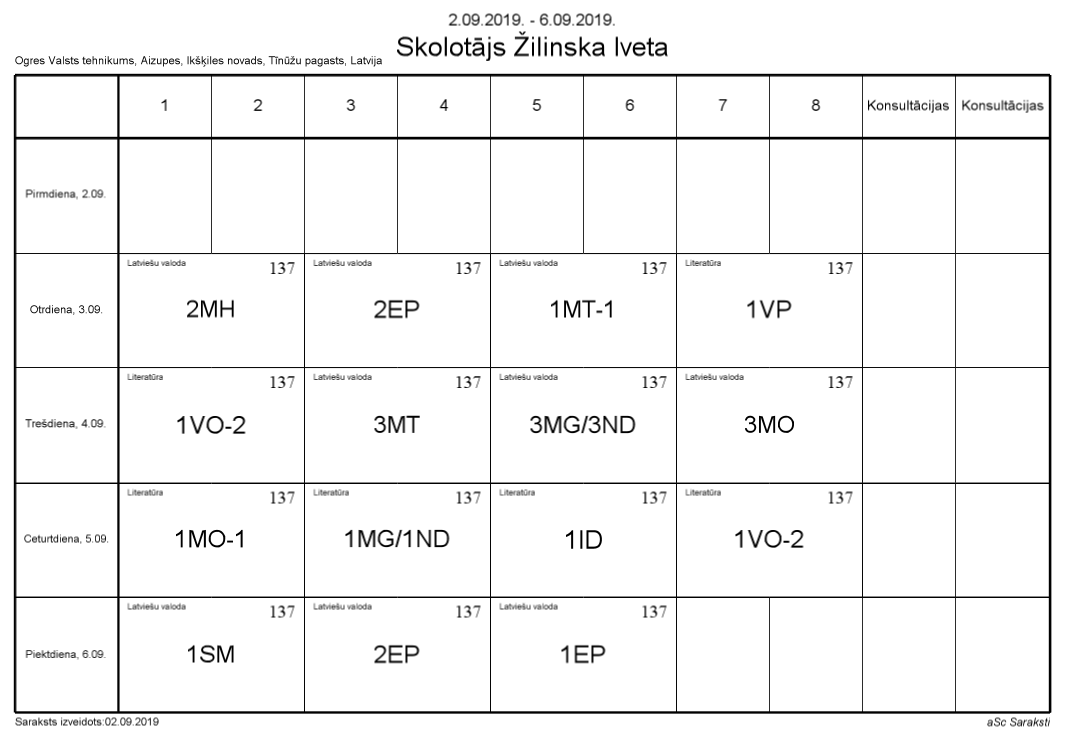 2.09.2019. - 6.09.2019.
Skolotājs Žilinska Iveta
Ogres Valsts tehnikums, Aizupes, Ikšķiles novads, Tīnūžu pagasts, Latvija
1 2 3 4 5 6 7 8 Konsultācijas Konsultācijas
Pirmdiena, 2.09.
Latviešu valoda 137 Latviešu valoda 137 Latviešu valoda 137 Literatūra 137
Otrdiena, 3.09. 2MH 2EP 1MT-1 1VP
Literatūra 137 Latviešu valoda 137 Latviešu valoda 137 Latviešu valoda 137
Trešdiena, 4.09. 1VO-2 3MT 3MG/3ND 3MO
Literatūra 137 Literatūra 137 Literatūra 137 Literatūra 137
Ceturtdiena, 5.09. 1MO-1 1MG/1ND 1ID 1VO-2
Latviešu valoda 137 Latviešu valoda 137 Latviešu valoda 137
Piektdiena, 6.09. 1SM 2EP 1EP
Saraksts izveidots:02.09.2019 aSc Saraksti